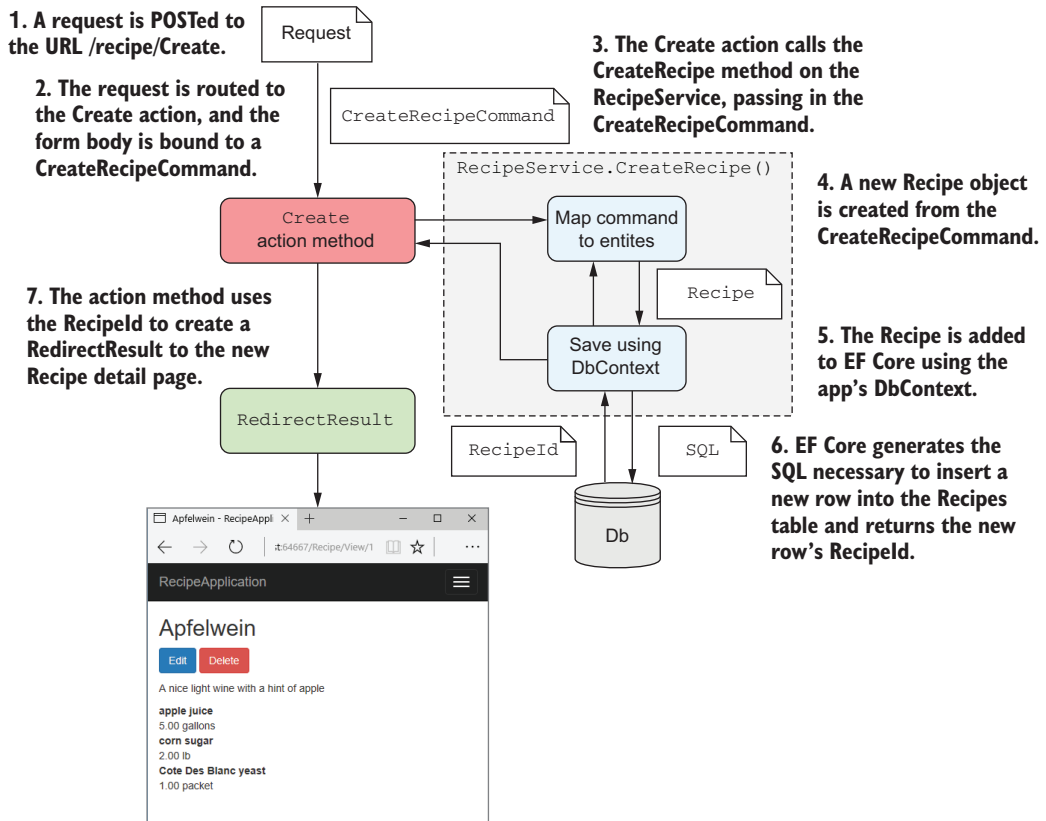 1. A request is POSTed to
the URL /recipe/Create.
Request
2. The request is routed to
the Create action, and the
form body is bound to a
CreateRecipeCommand.
CreateRecipeCommand
3. The Create action calls the
CreateRecipe method on the
RecipeService, passing in the
CreateRecipeCommand.
RecipeService.CreateRecipe()
Create
action method
Map command
to entites
4. A new Recipe object
is created from the
CreateRecipeCommand.
Recipe
7. The action method uses
the RecipeId to create a
RedirectResult to the new
Recipe detail page.
Save using
DbContext
5. The Recipe is added
to EF Core using the
app's DbContext.
RedirectResult
RecipeId
SQL
6. EF Core generates the
SQL necessary to insert a
new row into the Recipes
table and returns the new
row's RecipeId.
Db
Apfelwein - RecipeAppl
:64667/Recipe/View/1
RecipeApplication
Apfelwein
Edit Delete
A nice light wine with a hint of apple
apple juice
5.00 gallons
corn sugar
2.00 lb
Cote Des Blanc yeast
1.00 packet